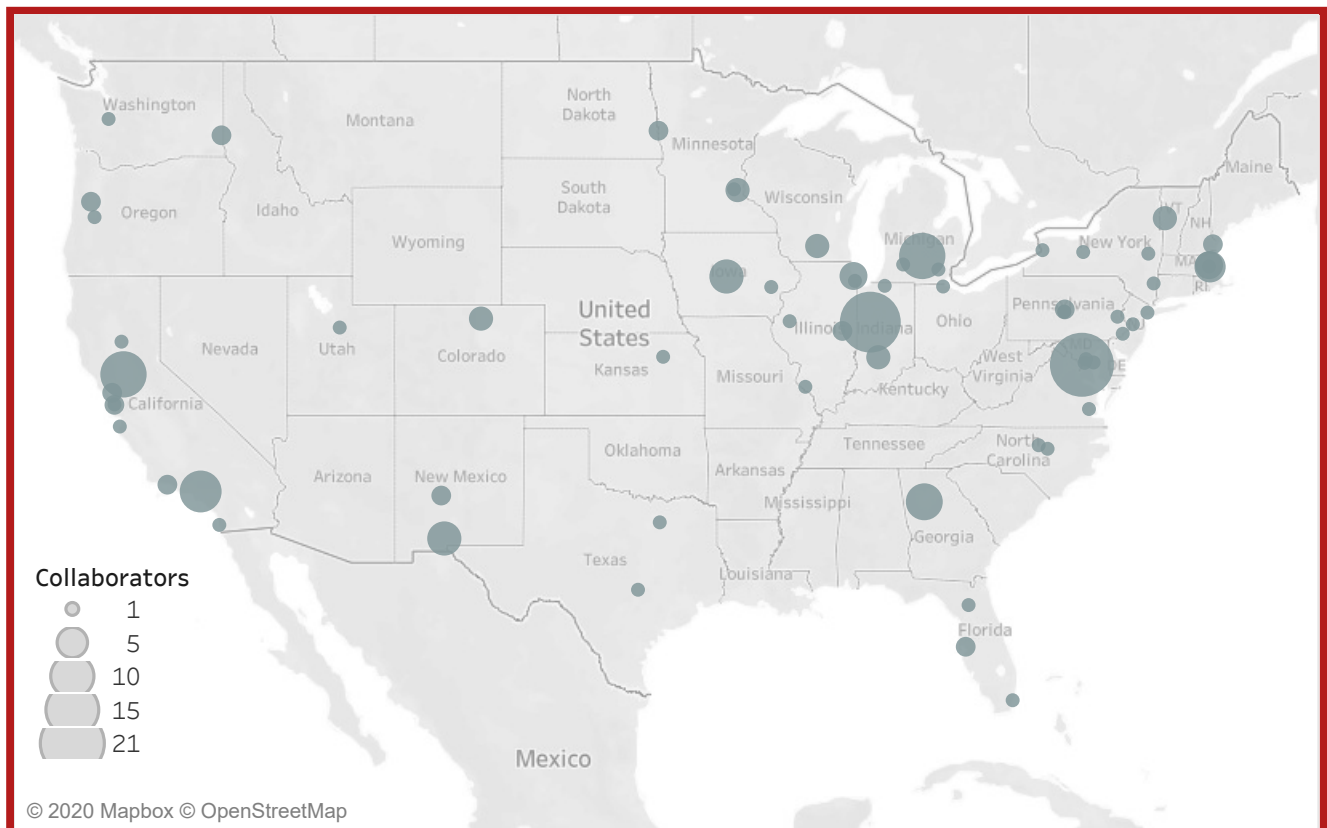 Washington
Montana
North
Dakota
Minnesota
Maine
South
Dakota
Wisconsin
Oregon
Idaho
VT
NH
Wyoming
Michigan
New York
MA
Iowa
RI
United
States
Pennsylvania
Nevada
Utah
Colorado
Illinois
Indiana
Ohio
MD
DE
Kansas
Missouri
West
Virginia
Kentucky
California
Oklahoma
Tennessee
North
Carolina
Arizona
New Mexico
Arkansas
Mississippi
Georgia
Texas
Louisiana
Florida
Mexico
Collaborators
1
5
10
15
21
© 2020 Mapbox © OpenStreetMap